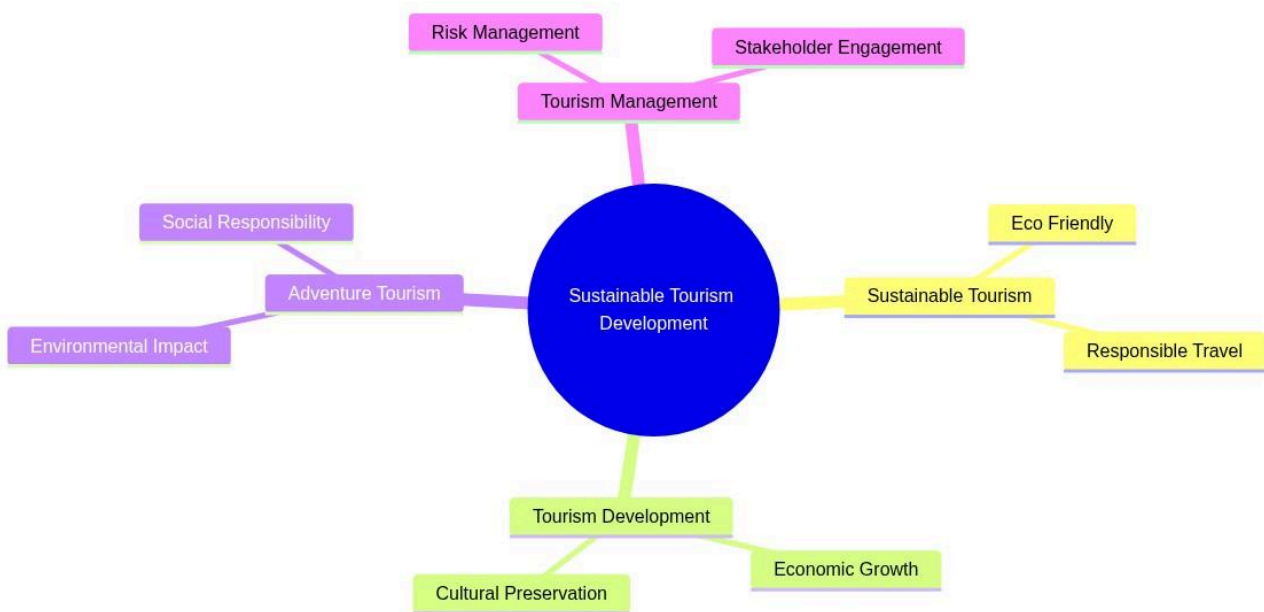 Risk Management
Stakeholder Engagement
Tourism Management
Social Responsibility
Eco Friendly
Adventure Tourism
Sustainable Tourism
Sustainable Tourism
Development
Environmental Impact
Responsible Travel
Tourism Development
Economic Growth
Cultural Preservation